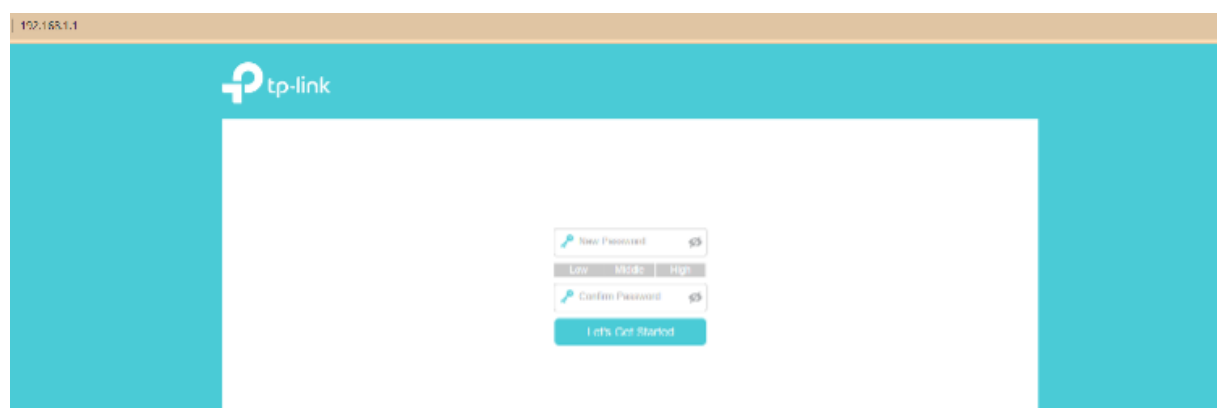 192.168.1.1
tp-link
New Password
Low Middle High
Confirm Password
Let's Get Started